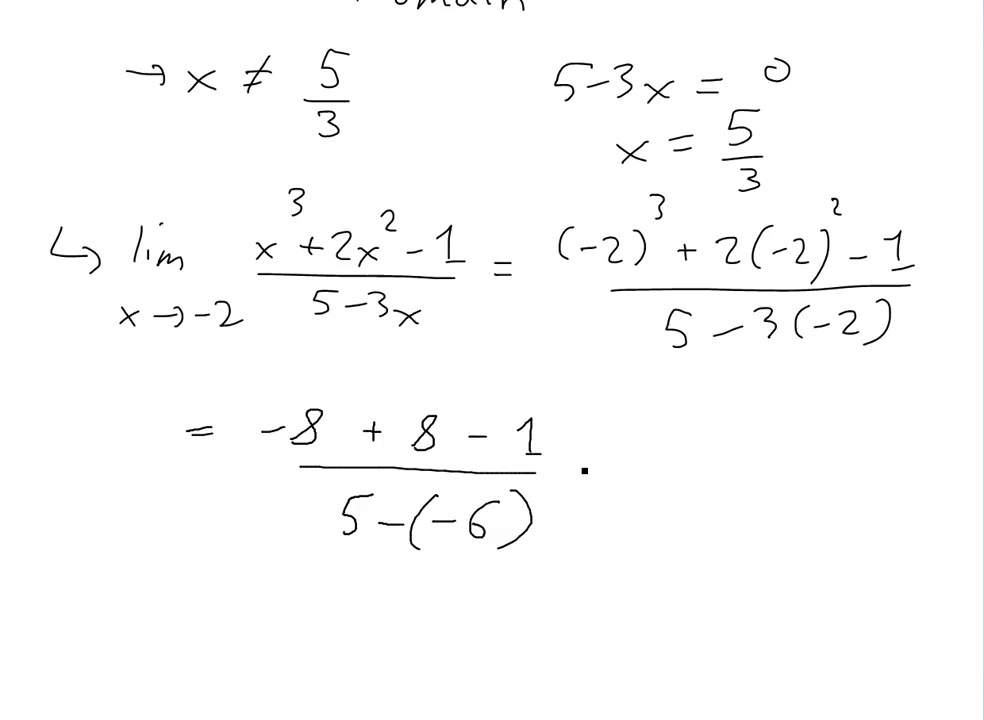 → x ≠ 5/3    5-3x = 0
x = 5/3
↳ lim x→-2 (x³+2x²-1)/(5-3x) = ((-2)³ + 2(-2)² - 1)/(5-3(-2))
= (-8 + 8 - 1)/(5-(-6))